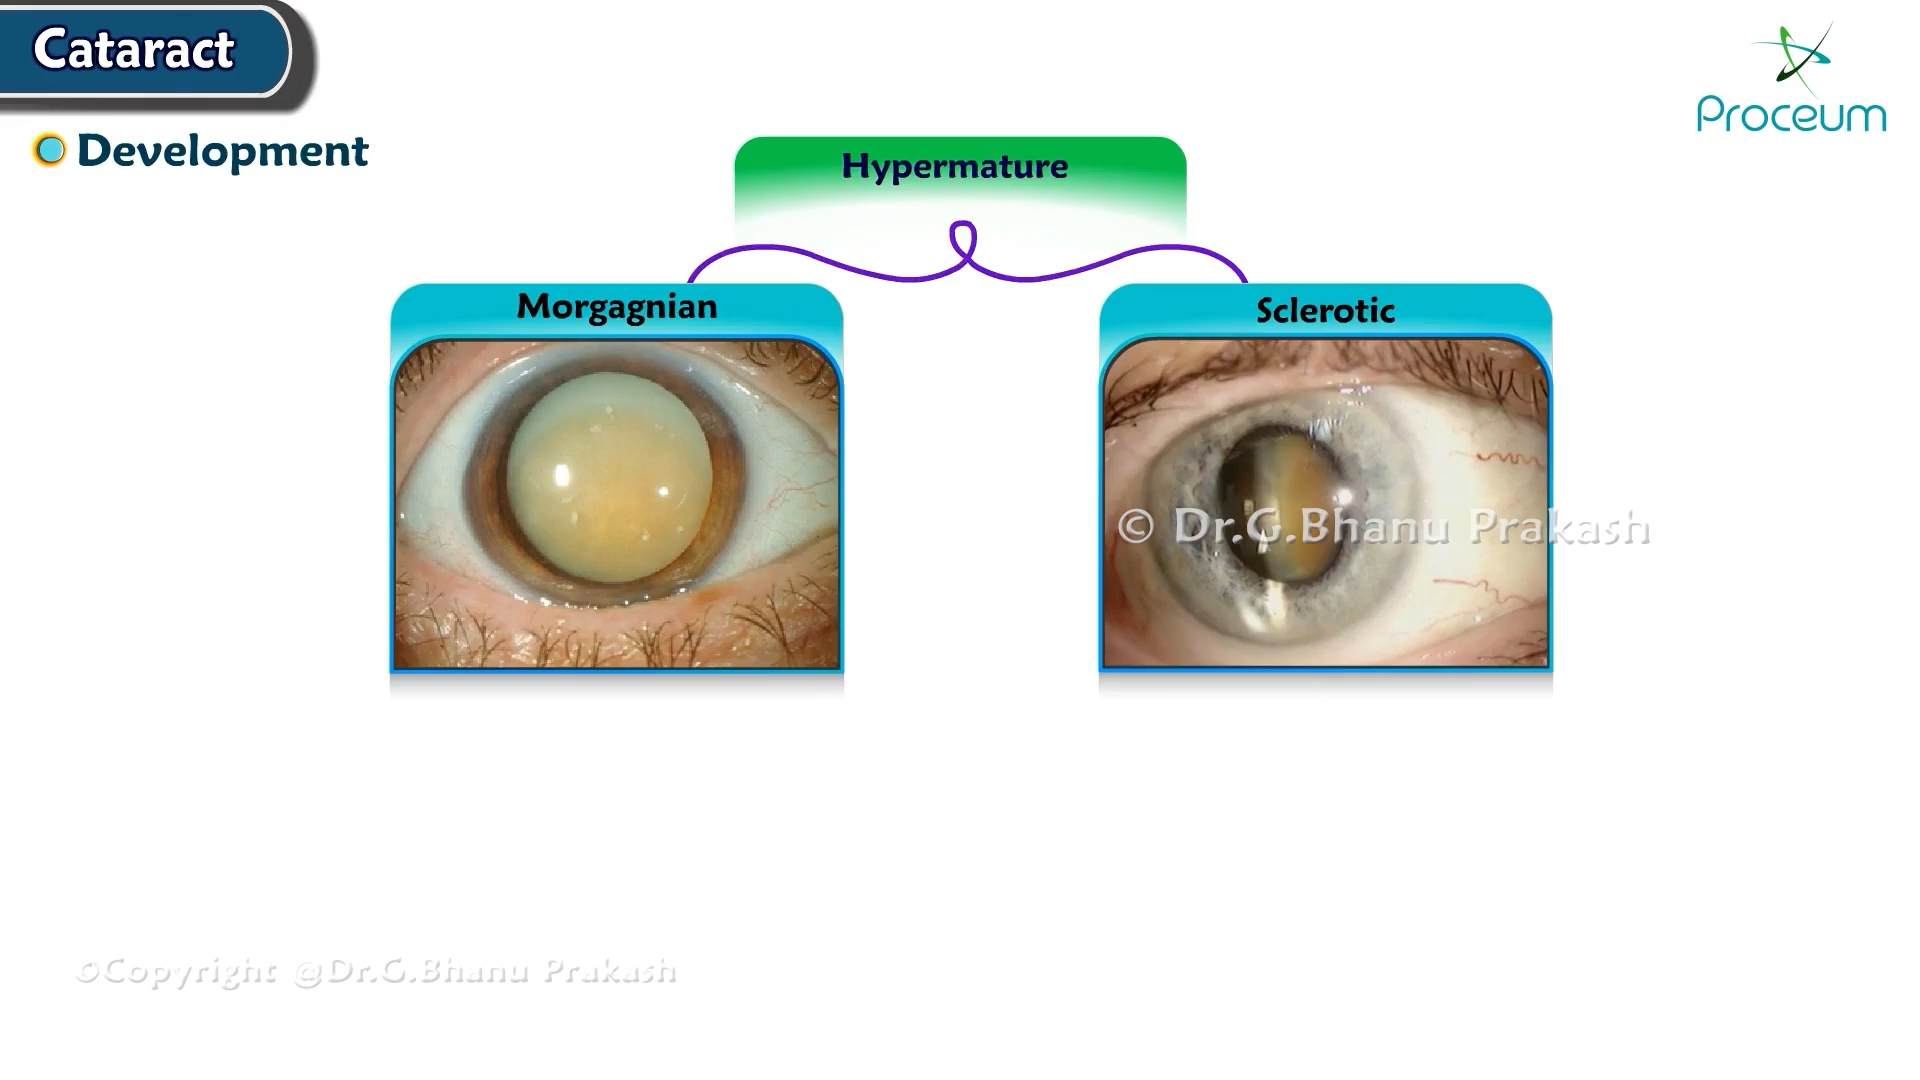 Cataract
Proceum
Development
Hypermature
Morgagnian
Sclerotic
© Dr.G.Bhanu Prakash
©Copyright @Dr.G.Bhanu Prakash